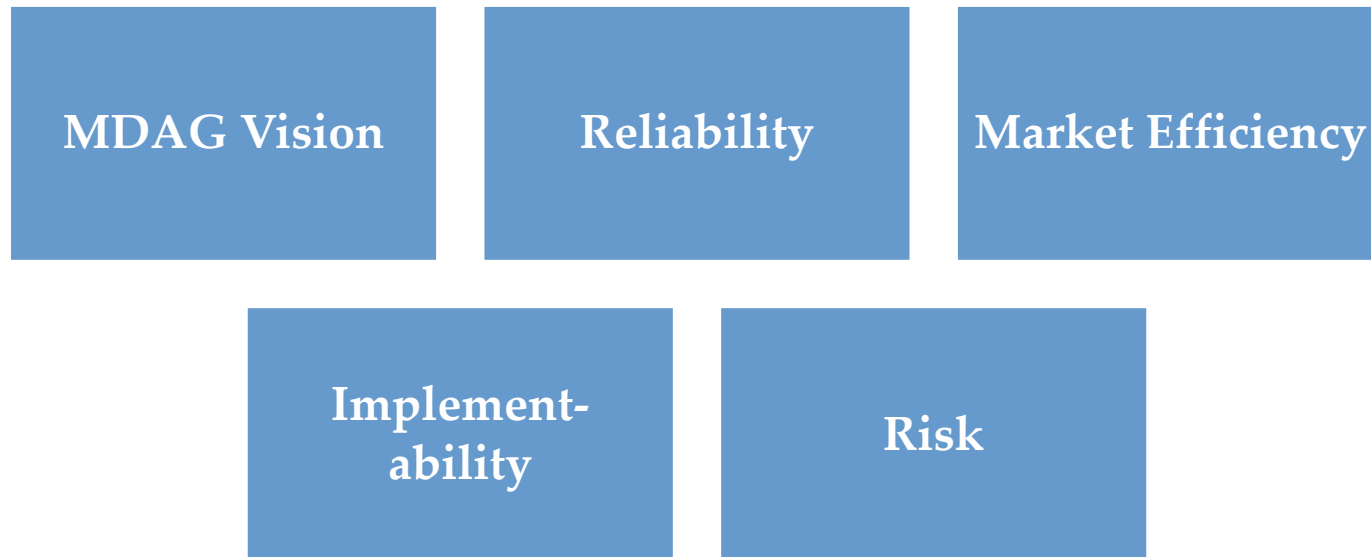 MDAG Vision
Reliability
Market Efficiency
Implement-
ability
Risk